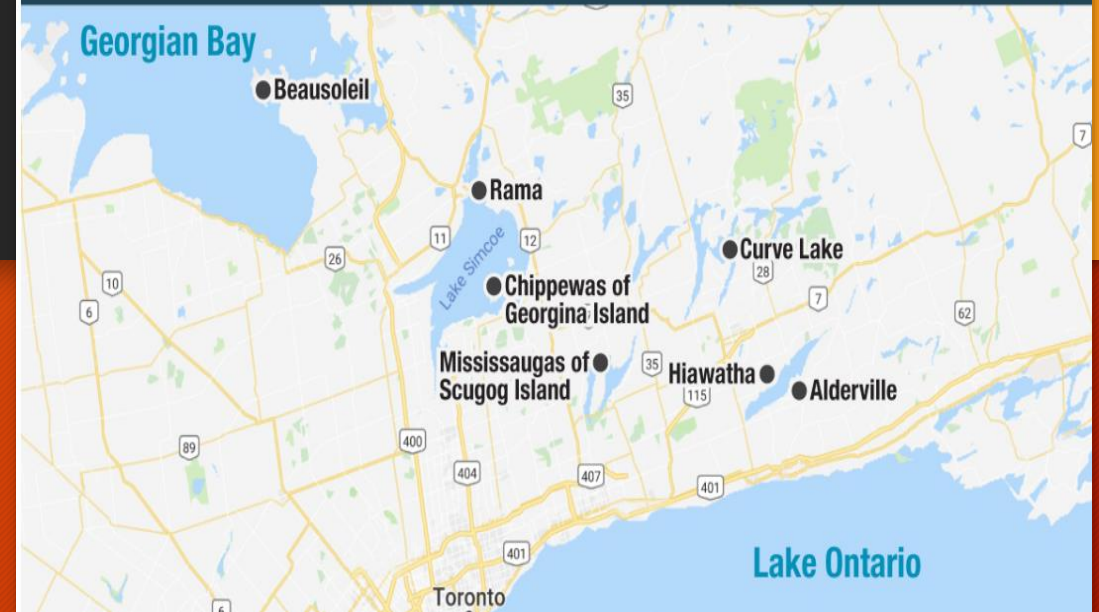 Georgian Bay
Beausoleil
35
7
Rama
11
12
Lake Simcoe
26
Curve Lake
28
10
6
Chippewas of
Georgina Island
7
62
Mississaugas of
Scugog Island
35
Hiawatha
115
Alderville
89
400
404
407
401
401
Lake Ontario
Toronto
6